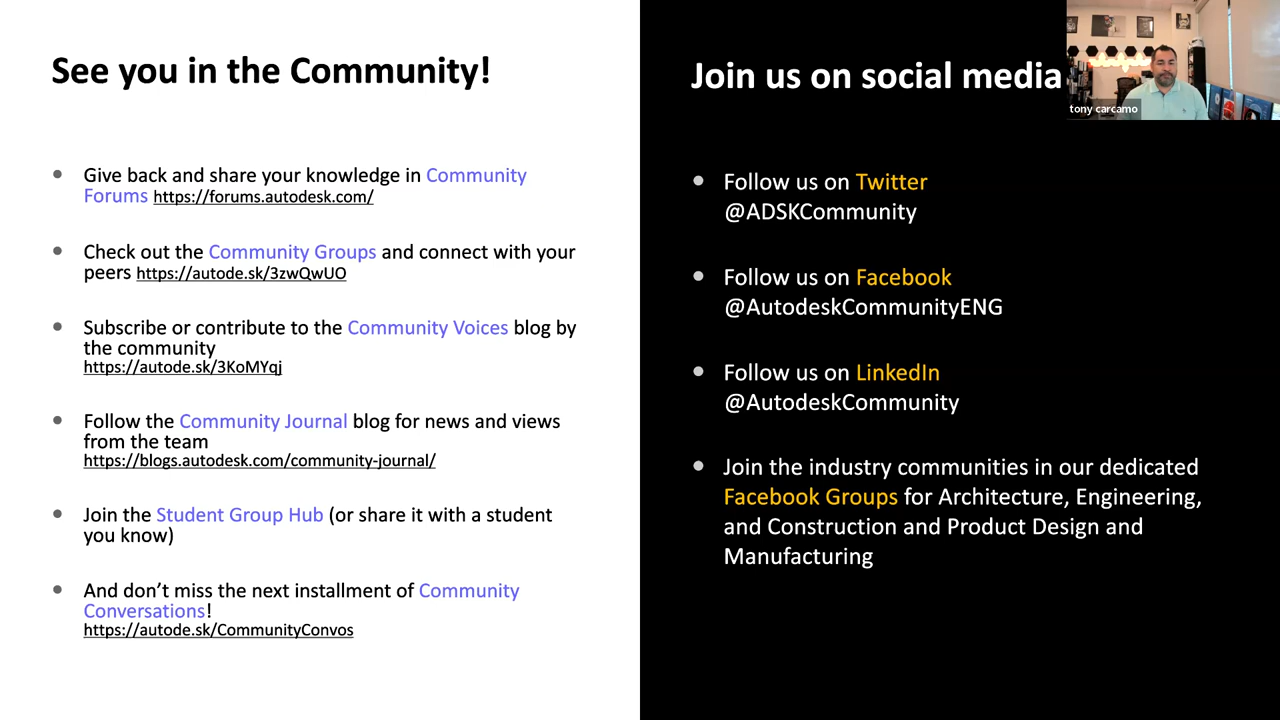 See you in the Community!
Give back and share your knowledge in Community
Forums https://forums.autodesk.com/
Check out the Community Groups and connect with your
peers https://autode.sk/3zwQwUO
Subscribe or contribute to the Community Voices blog by
the community
https://autode.sk/3KoMYqj
Follow the Community Journal blog for news and views
from the team
https://blogs.autodesk.com/community-journal/
Join the Student Group Hub (or share it with a student
you know)
And don’t miss the next installment of Community
Conversations!
https://autode.sk/CommunityConvos
Join us on social media
tony carcamo
Follow us on Twitter
@ADSKCommunity
Follow us on Facebook
@AutodeskCommunityENG
Follow us on LinkedIn
@AutodeskCommunity
Join the industry communities in our dedicated
Facebook Groups for Architecture, Engineering,
and Construction and Product Design and
Manufacturing